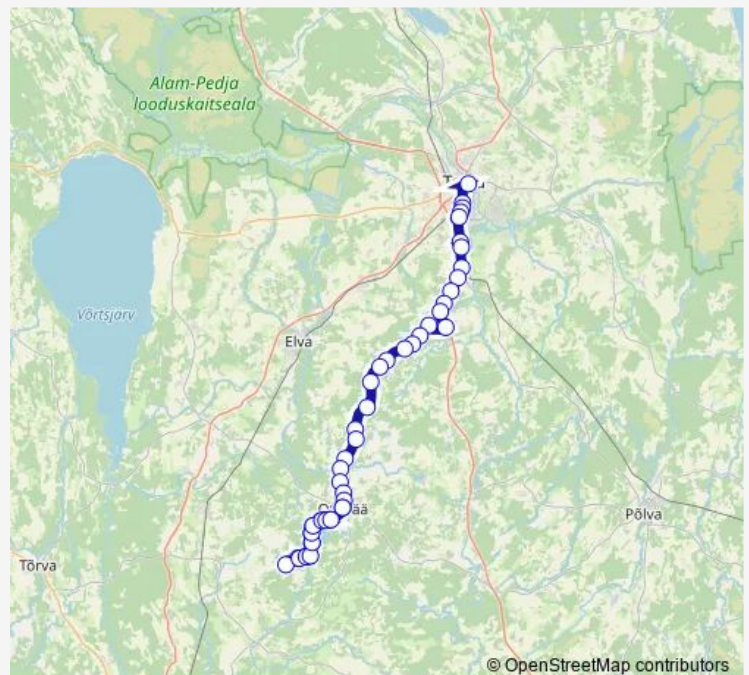 Alam-Pedja
looduskaitseala
Võrtsjärv
Elva
Põlva
Tõrva
© OpenStreetMap contributors